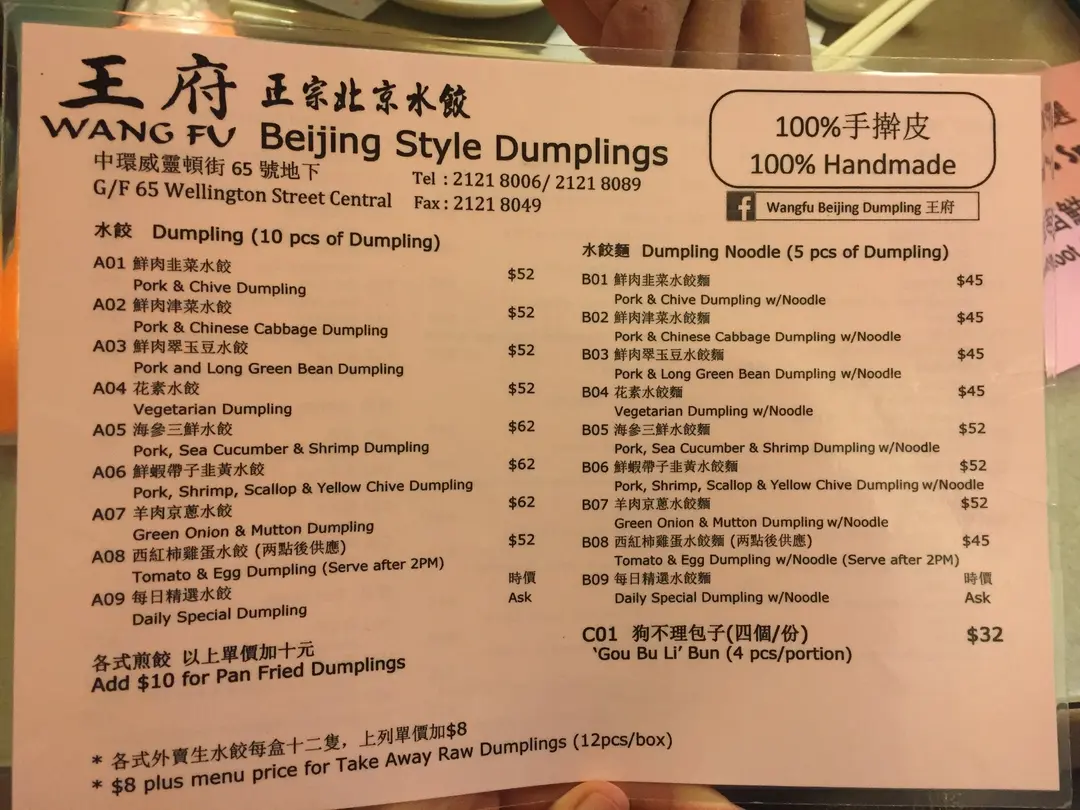 王府 正宗北京水餃
WANG FU Beijing Style Dumplings
中環威靈頓街 65 號地下
G/F 65 Wellington Street Central
Tel : 2121 8006/ 2121 8089
Fax : 2121 8049
100%手擀皮
100% Handmade
f Wangfu Beijing Dumpling 王府
水餃 Dumpling (10 pcs of Dumpling)
A01 鮮肉韭菜水餃 $52
Pork & Chive Dumpling
A02 鮮肉津菜水餃 $52
Pork & Chinese Cabbage Dumpling
A03 鮮肉翠玉豆水餃 $52
Pork and Long Green Bean Dumpling
A04 花素水餃 $52
Vegetarian Dumpling
A05 海參三鮮水餃 $62
Pork, Sea Cucumber & Shrimp Dumpling
A06 鮮蝦帶子韭黃水餃 $62
Pork, Shrimp, Scallop & Yellow Chive Dumpling
A07 羊肉京蔥水餃 $62
Green Onion & Mutton Dumpling
A08 西紅柿雞蛋水餃 (两點後供應) $52
Tomato & Egg Dumpling (Serve after 2PM)
A09 每日精選水餃 時價
Daily Special Dumpling Ask
各式煎餃 以上單價加十元
Add $10 for Pan Fried Dumplings
水餃麵 Dumpling Noodle (5 pcs of Dumpling)
B01 鮮肉韭菜水餃麵 $45
Pork & Chive Dumpling w/Noodle
B02 鮮肉津菜水餃麵 $45
Pork & Chinese Cabbage Dumpling w/Noodle
B03 鮮肉翠玉豆水餃麵 $45
Pork & Long Green Bean Dumpling w/Noodle
B04 花素水餃麵 $45
Vegetarian Dumpling w/Noodle
B05 海參三鮮水餃麵 $52
Pork, Sea Cucumber & Shrimp Dumpling w/Noodle
B06 鮮蝦帶子韭黃水餃麵 $52
Pork, Shrimp, Scallop & Yellow Chive Dumpling w/Noodle
B07 羊肉京蔥水餃麵 $52
Green Onion & Mutton Dumpling w/Noodle
B08 西紅柿雞蛋水餃麵 (两點後供應) $45
Tomato & Egg Dumpling w/Noodle (Serve after 2PM)
B09 每日精選水餃麵 時價
Daily Special Dumpling w/Noodle Ask
C01 狗不理包子(四個/份) $32
‘Gou Bu Li’ Bun (4 pcs/portion)
* 各式外賣生水餃每盒十二隻，上列單價加$8
* $8 plus menu price for Take Away Raw Dumplings (12pcs/box)